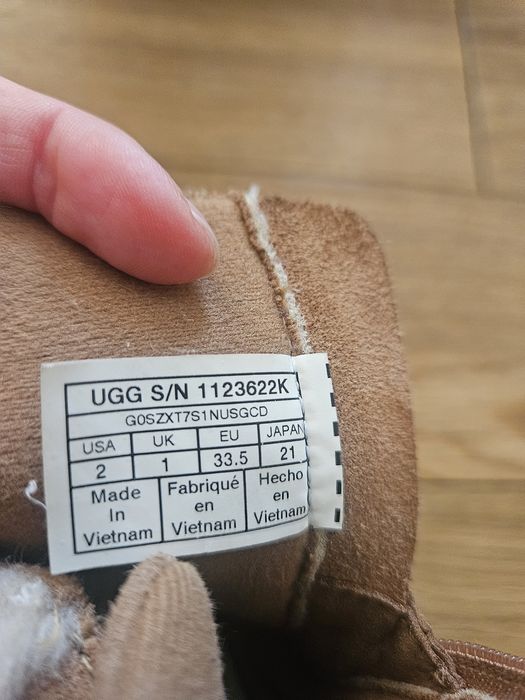 UGG S/N 1123622K
G0SZXT7S1NUSGCD
USA UK EU JAPAN
2 1 33.5 21
Made In Vietnam
Fabriqué en Vietnam
Hecho en Vietnam